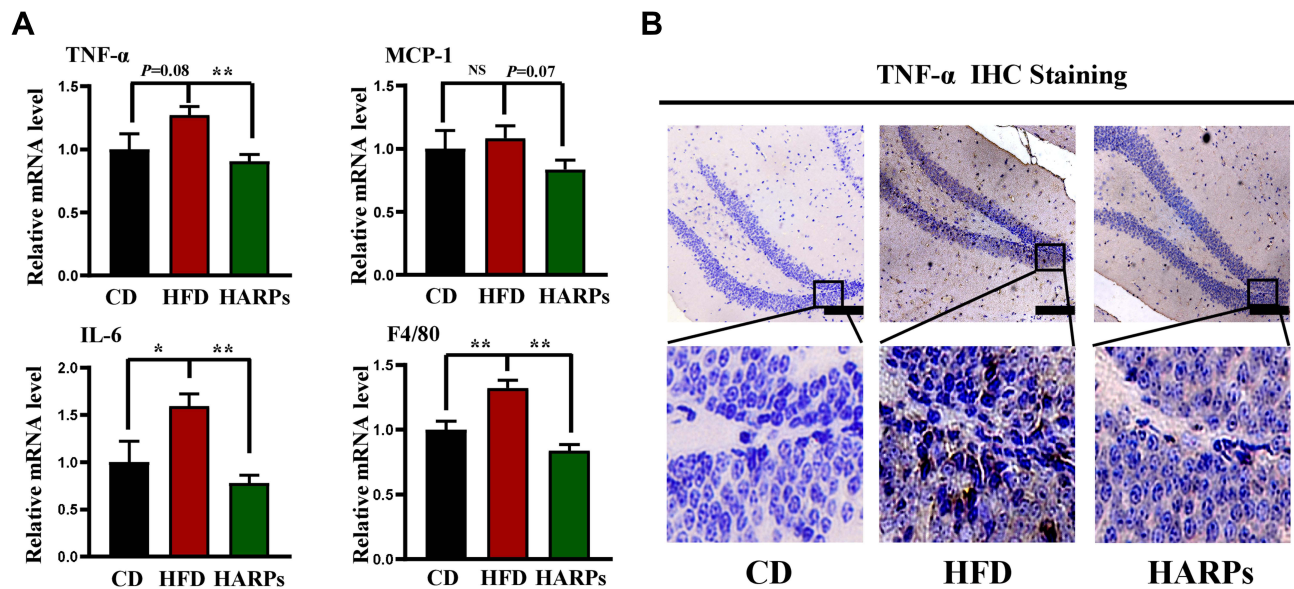 A
TNF-α
P=0.08 **
Relative mRNA level
1.5
1.0
0.5
0.0
CD HFD HARPs
MCP-1
NS P=0.07
Relative mRNA level
1.5
1.0
0.5
0.0
CD HFD HARPs
IL-6
* **
Relative mRNA level
2.0
1.5
1.0
0.5
0.0
CD HFD HARPs
F4/80
** **
Relative mRNA level
1.5
1.0
0.5
0.0
CD HFD HARPs
B
TNF-α IHC Staining
CD HFD HARPs